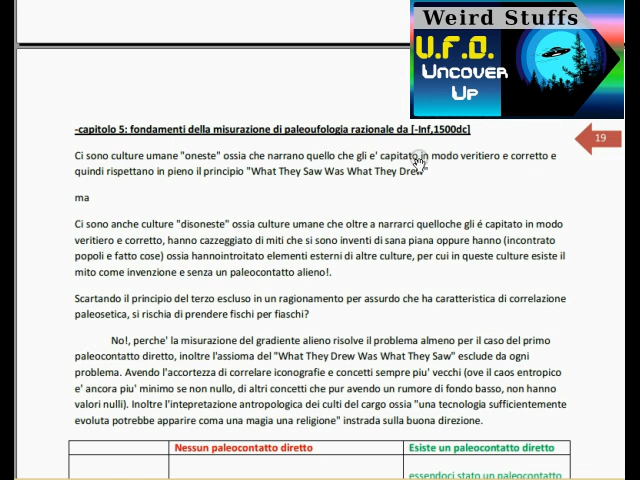 Weird Stuffs
U.F.O.
Uncover
Up
-capitolo 5: fondamenti della misurazione di paleoufologia razionale da [-Inf,1500dc]
19
Ci sono culture umane "oneste" ossia che narrano quello che gli e' capitato in modo veritiero e corretto e
quindi rispettano in pieno il principio "What They Saw Was What They Drew"
ma
Ci sono anche culture "disoneste" ossia culture umane che oltre a narrarci quelloche gli é capitato in modo
veritiero e corretto, hanno cazzeggiato di miti che si sono inventi di sana piana oppure hanno (incontrato
popoli e fatto cose) ossia hannointroitato elementi esterni di altre culture, per cui in queste culture esiste il
mito come invenzione e senza un paleocontatto alieno!.
Scartando il principio del terzo escluso in un ragionamento per assurdo che ha caratteristica di correlazione
paleosetica, si rischia di prendere fischi per fiaschi?
No!, perche' la misurazione del gradiente alieno risolve il problema almeno per il caso del primo
paleocontatto diretto, inoltre l'assioma del "What They Drew Was What They Saw" esclude da ogni
problema. Avendo l'accortezza di correlare iconografie e concetti sempre piu' vecchi (ove il caos entropico
e' ancora piu' minimo se non nullo, di altri concetti che pur avendo un rumore di fondo basso, non hanno
valori nulli). Inoltre l'intepretazione antropologica dei culti del cargo ossia "una tecnologia sufficientemente
evoluta potrebbe apparire coma una magia una religione" instrada sulla buona direzione.
Nessun paleocontatto diretto
Esiste un paleocontatto diretto
essendoci stato un paleocontatto